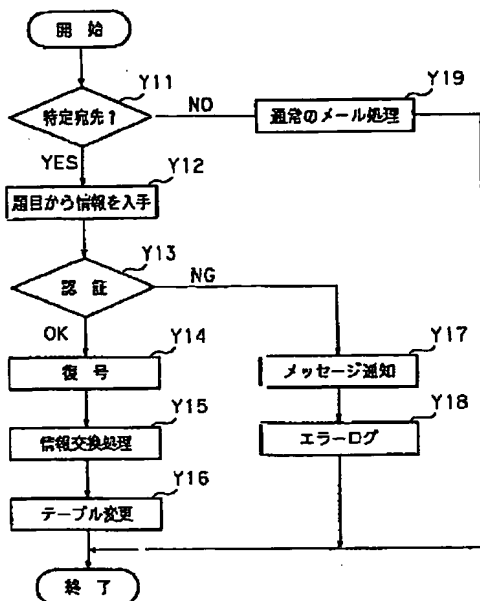 開 始
Y11
特定宛先?
NO
Y19
通常のメール処理
YES
Y12
題目から情報を入手
Y13
認 証
NG
OK
Y14
復 号
Y17
メッセージ通知
Y15
情報交換処理
Y18
エラーログ
Y16
テーブル変更
終 了